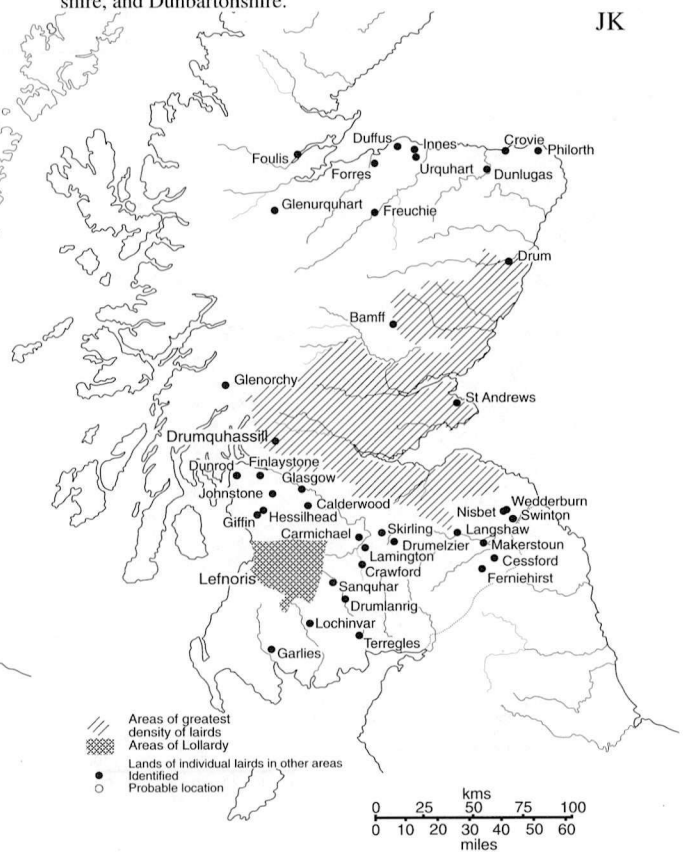 shire, and Dunbartonshire.
JK
Duffus
Innes
Crovie
Philorth
Foulis
Forres
Urquhart
Dunlugas
Glenurquhart
Freuchie
Drum
Bamff
Glenorchy
St Andrews
Drumquhassill
Dunrod
Finlaystone
Glasgow
Johnstone
Calderwood
Wedderburn
Nisbet
Swinton
Giffin
Hessilhead
Carmichael
Skirling
Langshaw
Drumelzier
Makerstoun
Lamington
Cessford
Crawford
Ferniehirst
Lefnoris
Sanquhar
Drumlanrig
Lochinvar
Terregles
Garlies
Areas of greatest
density of lairds
Areas of Lollardy
Lands of individual lairds in other areas
Identified
Probable location
kms
0 25 50 75 100
0 10 20 30 40 50 60
miles